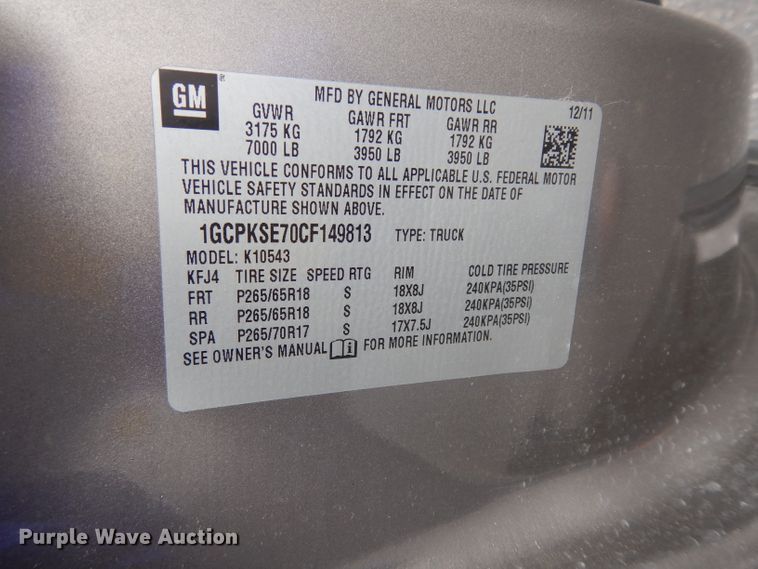 GM
MFD BY GENERAL MOTORS LLC
GVWR GAWR FRT GAWR RR 12/11
3175 KG 1792 KG 1792 KG
7000 LB 3950 LB 3950 LB
THIS VEHICLE CONFORMS TO ALL APPLICABLE U.S. FEDERAL MOTOR
VEHICLE SAFETY STANDARDS IN EFFECT ON THE DATE OF
MANUFACTURE SHOWN ABOVE.
1GCPKSE70CF149813 TYPE: TRUCK
MODEL: K10543
KFJ4 TIRE SIZE SPEED RTG RIM COLD TIRE PRESSURE
FRT P265/65R18 S 18X8J 240KPA(35PSI)
RR P265/65R18 S 18X8J 240KPA(35PSI)
SPA P265/70R17 S 17X7.5J 240KPA(35PSI)
SEE OWNER'S MANUAL FOR MORE INFORMATION.
Purple Wave Auction